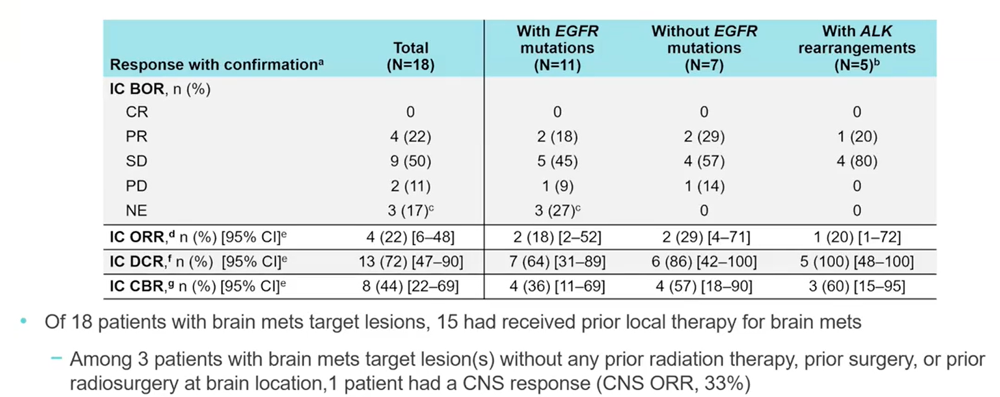 Response with confirmationᵃ Total (N=18) With EGFR mutations (N=11) Without EGFR mutations (N=7) With ALK rearrangements (N=5)ᵇ
IC BOR, n (%)
CR 0 0 0 0
PR 4 (22) 2 (18) 2 (29) 1 (20)
SD 9 (50) 5 (45) 4 (57) 4 (80)
PD 2 (11) 1 (9) 1 (14) 0
NE 3 (17)ᶜ 3 (27)ᶜ 0 0
IC ORR,ᵈ n (%) [95% CI]ᵉ 4 (22) [6–48] 2 (18) [2–52] 2 (29) [4–71] 1 (20) [1–72]
IC DCR,ᶠ n (%) [95% CI]ᵉ 13 (72) [47–90] 7 (64) [31–89] 6 (86) [42–100] 5 (100) [48–100]
IC CBR,ᵍ n (%) [95% CI]ᵉ 8 (44) [22–69] 4 (36) [11–69] 4 (57) [18–90] 3 (60) [15–95]
• Of 18 patients with brain mets target lesions, 15 had received prior local therapy for brain mets
– Among 3 patients with brain mets target lesion(s) without any prior radiation therapy, prior surgery, or prior
radiosurgery at brain location,1 patient had a CNS response (CNS ORR, 33%)